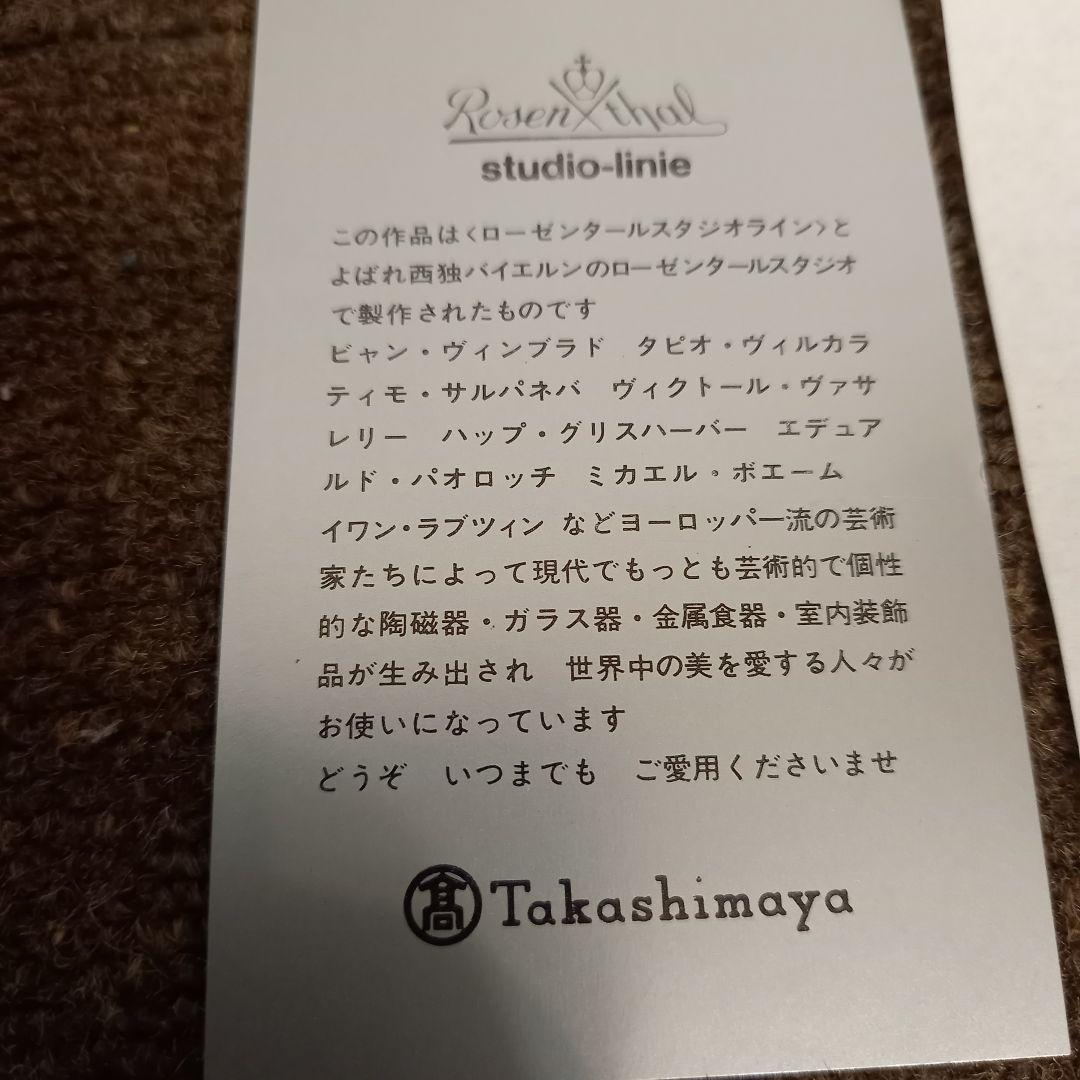 Rosenthal
studio-linie
この作品は〈ローゼンタールスタジオライン〉と
よばれ西独バイエルンのローゼンタールスタジオ
で製作されたものです
ビャン・ヴィンブラド　タピオ・ヴィルカラ
ティモ・サルパネバ　ヴィクトール・ヴァサ
レリー　ハップ・グリスハーバー　エデュア
ルド・パオロッチ　ミカエル・ボエーム
イワン・ラブツィン などヨーロッパ一流の芸術
家たちによって現代でもっとも芸術的で個性
的な陶磁器・ガラス器・金属食器・室内装飾
品が生み出され　世界中の美を愛する人々が
お使いになっています
どうぞ　いつまでも　ご愛用くださいませ
髙 Takashimaya